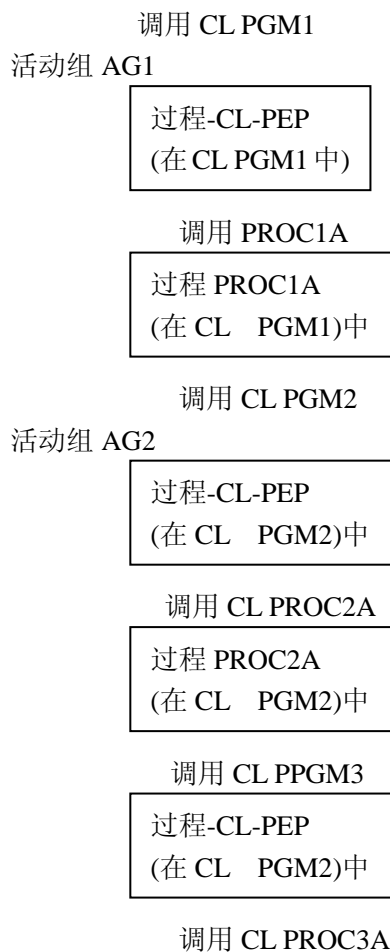 调用 CL PGM1
活动组 AG1
过程-CL-PEP
(在 CL PGM1 中)
调用 PROC1A
过程 PROC1A
(在 CL PGM1)中
调用 CL PGM2
活动组 AG2
过程-CL-PEP
(在 CL PGM2)中
调用 CL PROC2A
过程 PROC2A
(在 CL PGM2)中
调用 CL PPGM3
过程-CL-PEP
(在 CL PGM2)中
调用 CL PROC3A